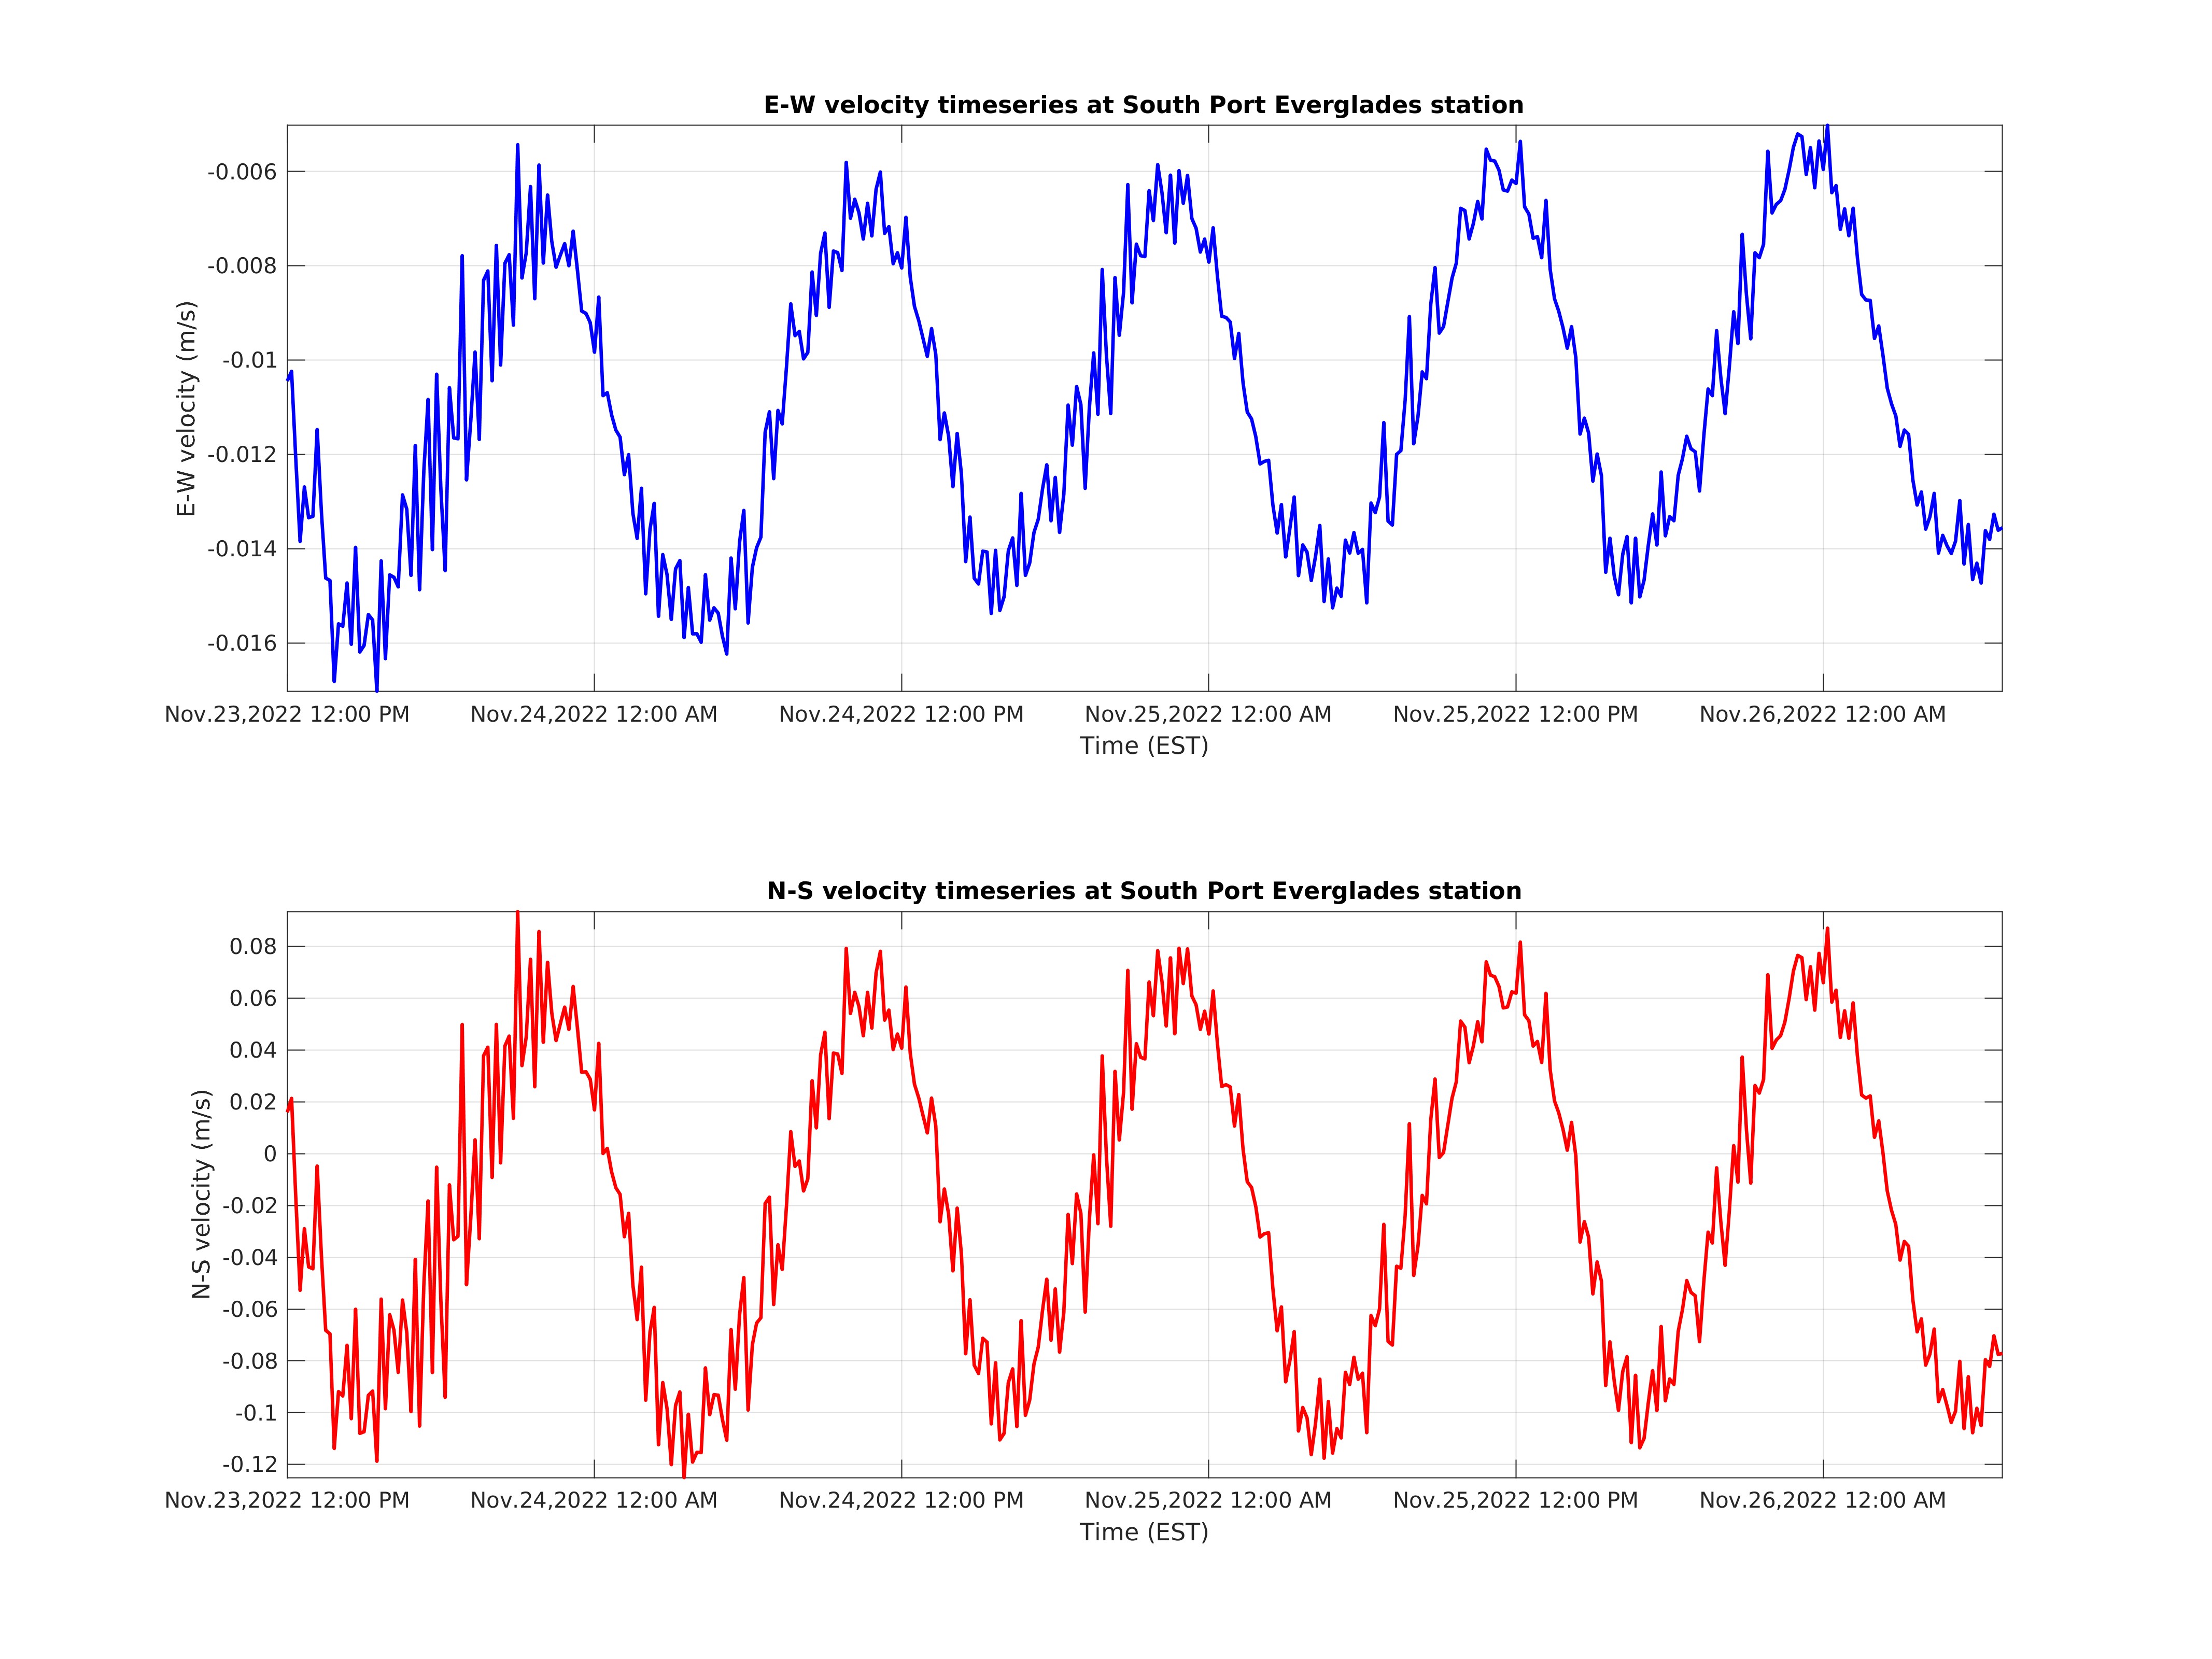 E-W velocity timeseries at South Port Everglades station
-0.006
-0.008
-0.01
-0.012
-0.014
-0.016
E-W velocity (m/s)
Nov.23,2022 12:00 PM Nov.24,2022 12:00 AM Nov.24,2022 12:00 PM Nov.25,2022 12:00 AM Nov.25,2022 12:00 PM Nov.26,2022 12:00 AM
Time (EST)
N-S velocity timeseries at South Port Everglades station
0.08
0.06
0.04
0.02
0
-0.02
-0.04
-0.06
-0.08
-0.1
-0.12
N-S velocity (m/s)
Nov.23,2022 12:00 PM Nov.24,2022 12:00 AM Nov.24,2022 12:00 PM Nov.25,2022 12:00 AM Nov.25,2022 12:00 PM Nov.26,2022 12:00 AM
Time (EST)